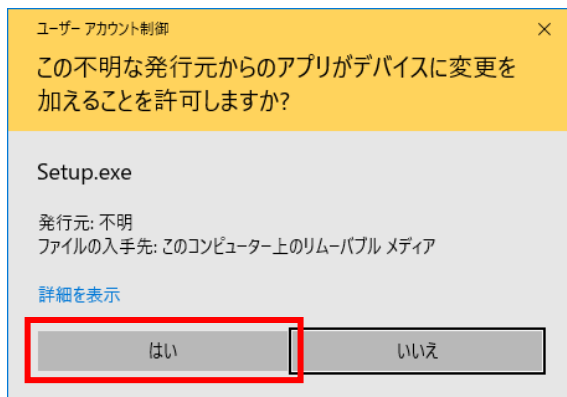 ユーザー アカウント制御
この不明な発行元からのアプリがデバイスに変更を
加えることを許可しますか?
Setup.exe
発行元: 不明
ファイルの入手先: このコンピューター上のリムーバブル メディア
詳細を表示
はい
いいえ